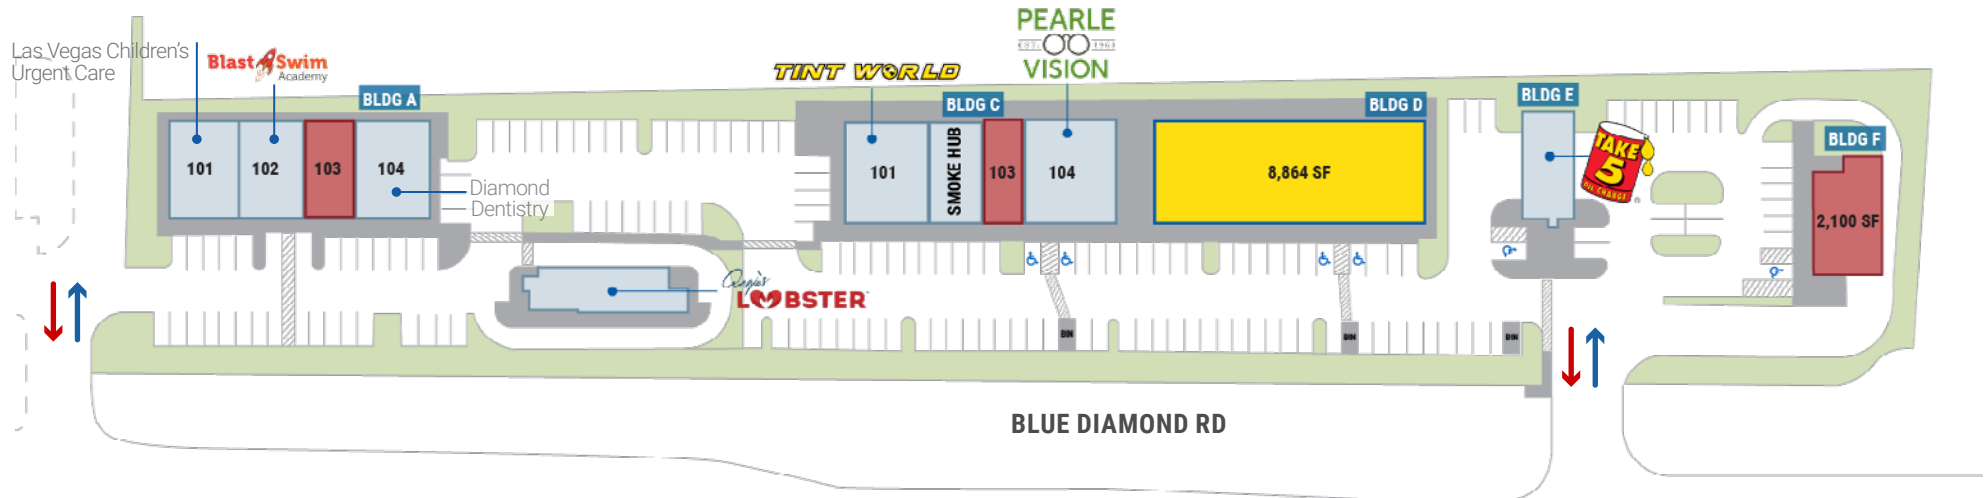 PEARLE
EST. 1961
VISION
Las Vegas Children's
Urgent Care
Blast Swim
Academy
TINT WORLD
BLDG A
BLDG C
BLDG D
BLDG E
BLDG F
101
102
103
104
Diamond
Dentistry
101
SMOKE HUB
103
104
8,864 SF
TAKE
5
OIL CHANGE
2,100 SF
Angie's
LOBSTER
BIN
BIN
BIN
BLUE DIAMOND RD